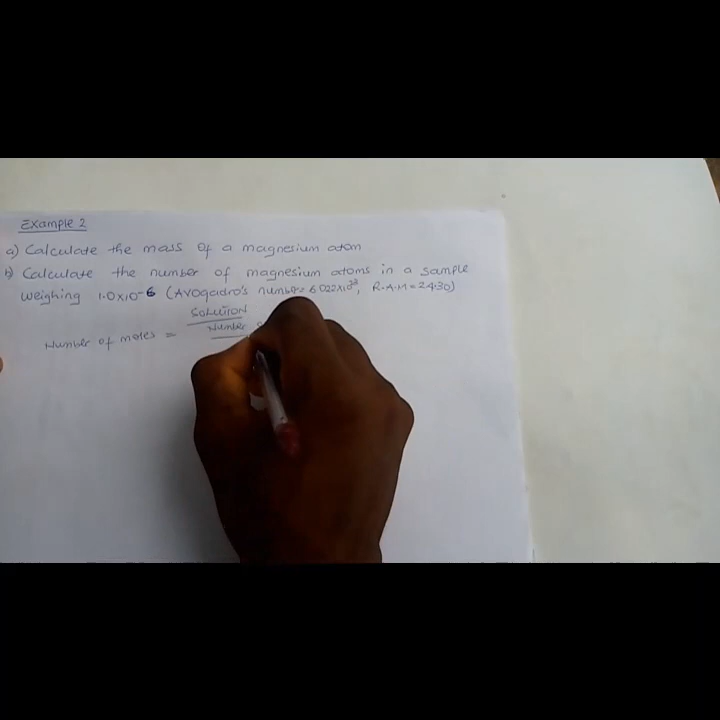 Example 2
a) Calculate the mass of a magnesium atom
b) Calculate the number of magnesium atoms in a sample
weighing 1.0x10-6 (Avogadro's number= 6.022x10²³, R.A.M = 24.30)
SOLUTION
Number of moles = Number